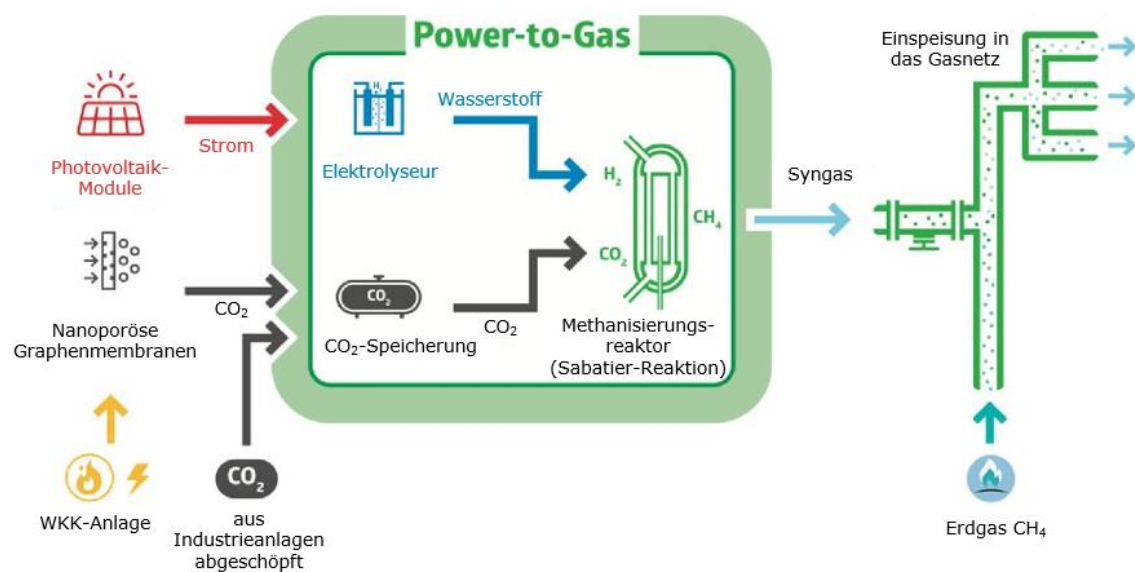 Power-to-Gas
Einspeisung in
das Gasnetz
H₂
Wasserstoff
Strom
Photovoltaik-
Module
Elektrolyseur
H₂
Syngas
CH₄
CO₂
CO₂
CO₂
Nanoporöse
Graphenmembranen
CO₂-Speicherung
CO₂
Methanisierungs-
reaktor
(Sabatier-Reaktion)
CO₂
WKK-Anlage
aus
Industrieanlagen
abgeschöpft
Erdgas CH₄